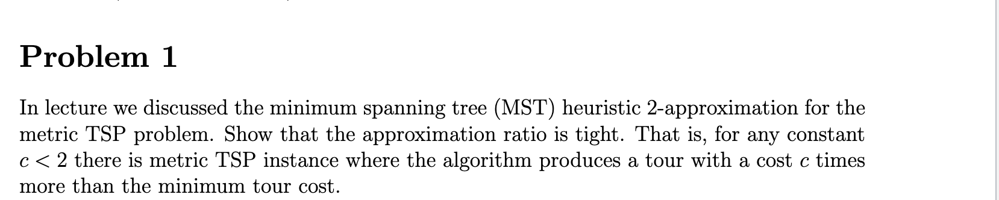 Problem 1
In lecture we discussed the minimum spanning tree (MST) heuristic 2-approximation for the
metric TSP problem. Show that the approximation ratio is tight. That is, for any constant
c < 2 there is metric TSP instance where the algorithm produces a tour with a cost c times
more than the minimum tour cost.